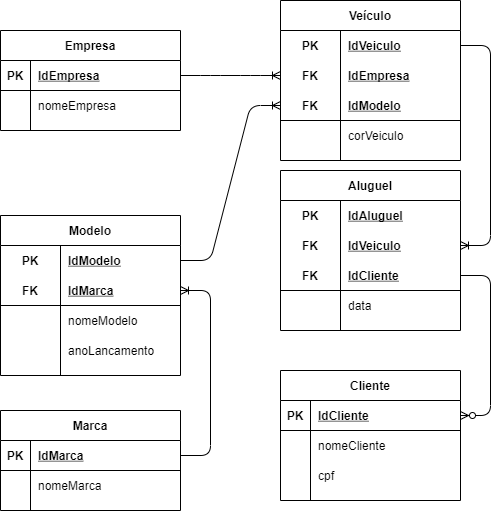 Empresa
PK IdEmpresa
nomeEmpresa
Veículo
PK IdVeiculo
FK IdEmpresa
FK IdModelo
corVeiculo
Aluguel
PK IdAluguel
FK IdVeiculo
FK IdCliente
data
Modelo
PK IdModelo
FK IdMarca
nomeModelo
anoLancamento
Cliente
PK IdCliente
nomeCliente
cpf
Marca
PK IdMarca
nomeMarca